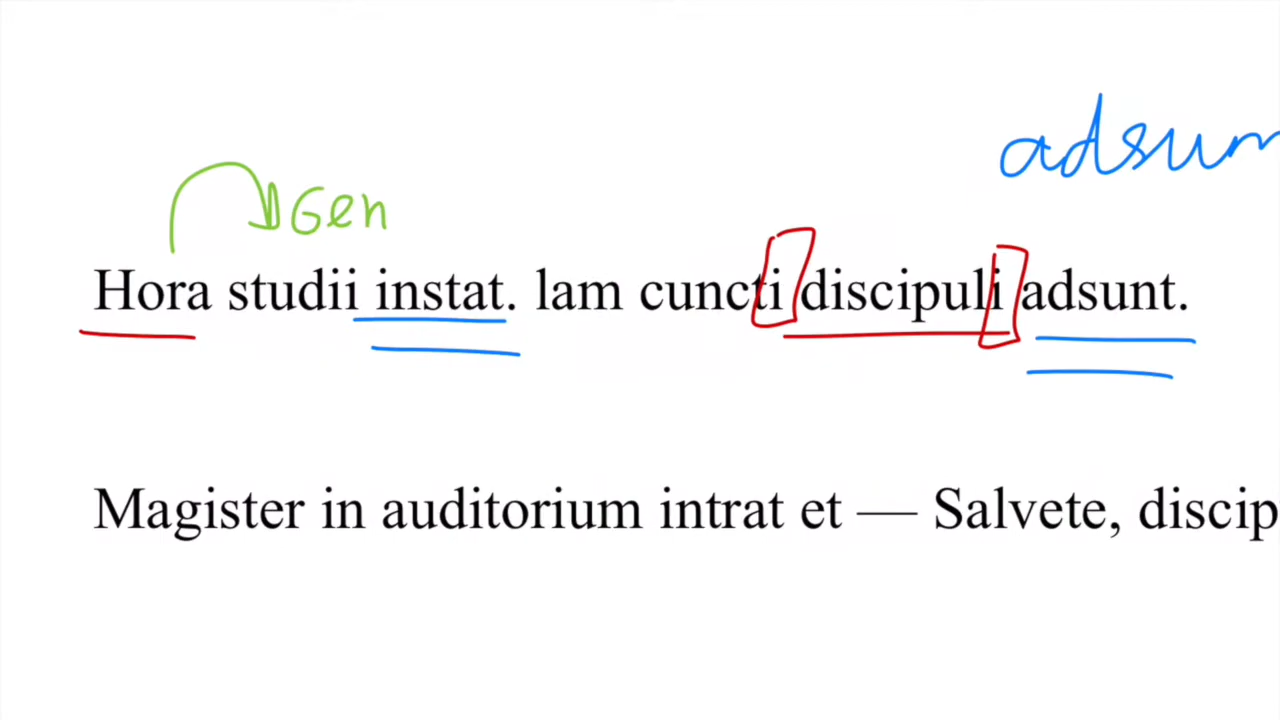 adsum
Gen
Hora studii instat. Iam cuncti discipuli adsunt.
Magister in auditorium intrat et — Salvete, discip